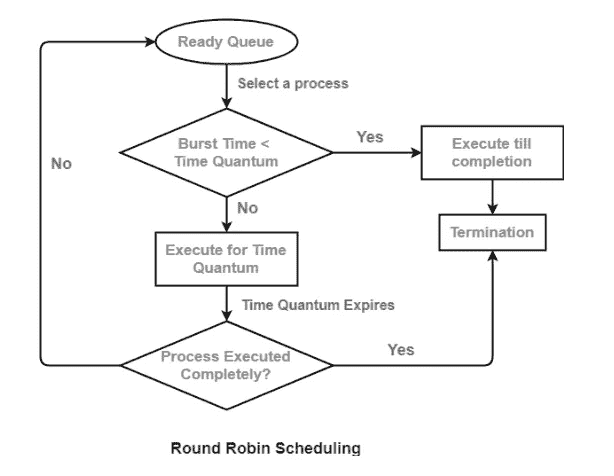 Ready Queue
Select a process
Burst Time <
Time Quantum
Yes
Execute till
completion
No
No
Termination
Execute for Time
Quantum
Time Quantum Expires
Process Executed
Completely?
Yes
Round Robin Scheduling